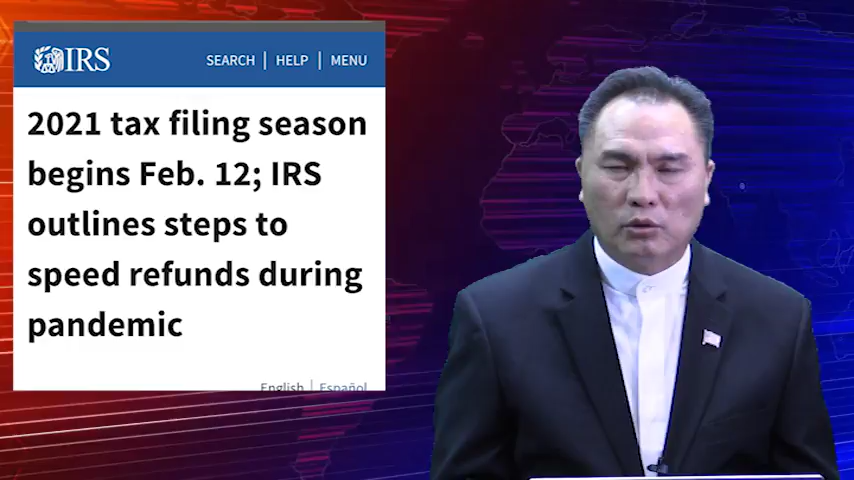 IRS
SEARCH | HELP | MENU
2021 tax filing season
begins Feb. 12; IRS
outlines steps to
speed refunds during
pandemic
English | Español